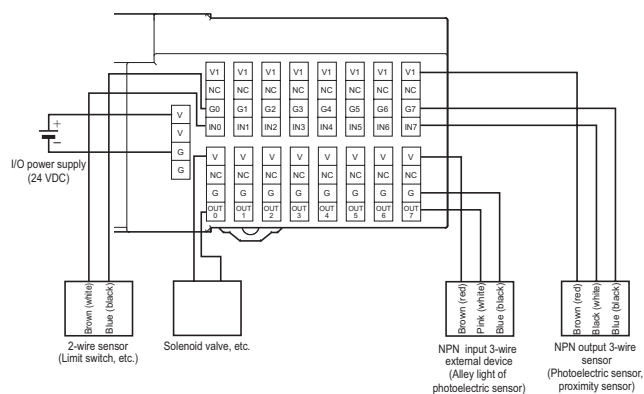 V1 V1 V1 V1 V1 V1 V1 V1
NC NC NC NC NC NC NC NC
G0 G1 G2 G3 G4 G5 G6 G7
IN0 IN1 IN2 IN3 IN4 IN5 IN6 IN7
V
V
G
G
+
−
I/O power supply
(24 VDC)
V V V V V V V V
NC NC NC NC NC NC NC NC
G G G G G G G G
OUT 0 OUT 1 OUT 2 OUT 3 OUT 4 OUT 5 OUT 6 OUT 7
Brown (white)
Blue (black)
2-wire sensor
(Limit switch, etc.)
Solenoid valve, etc.
Brown (red)
Pink (white)
Blue (black)
NPN input 3-wire
external device
(Alley light of
photoelectric sensor)
Brown (red)
Black (white)
Blue (black)
NPN output 3-wire
sensor
(Photoelectric sensor,
proximity sensor)